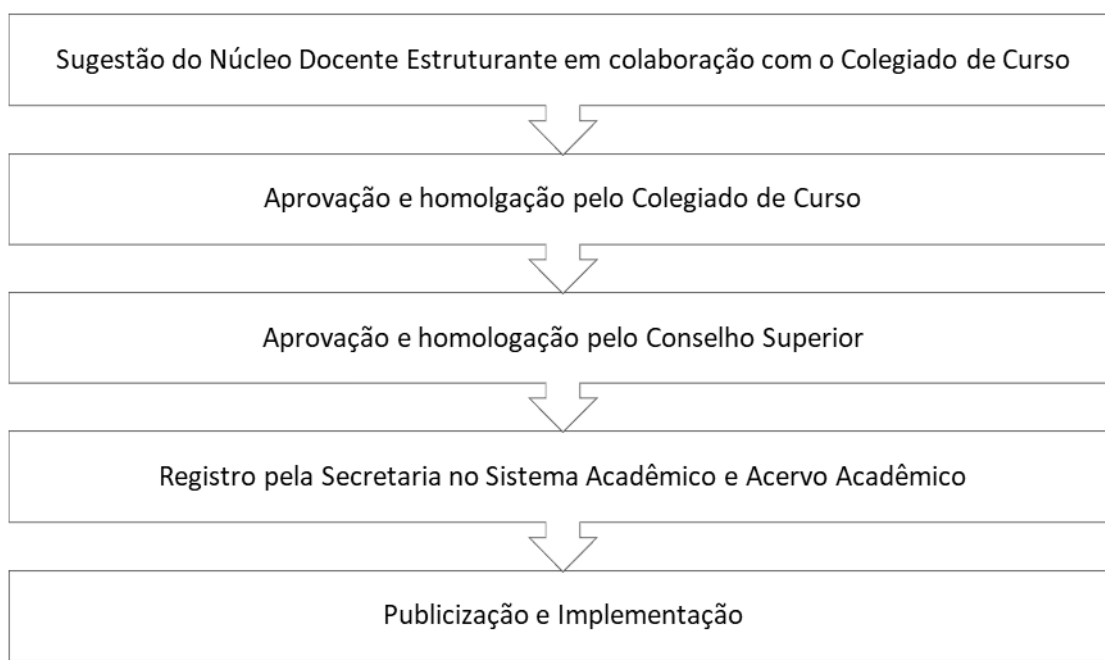 Sugestão do Núcleo Docente Estruturante em colaboração com o Colegiado de Curso
Aprovação e homolgação pelo Colegiado de Curso
Aprovação e homologação pelo Conselho Superior
Registro pela Secretaria no Sistema Acadêmico e Acervo Acadêmico
Publicização e Implementação